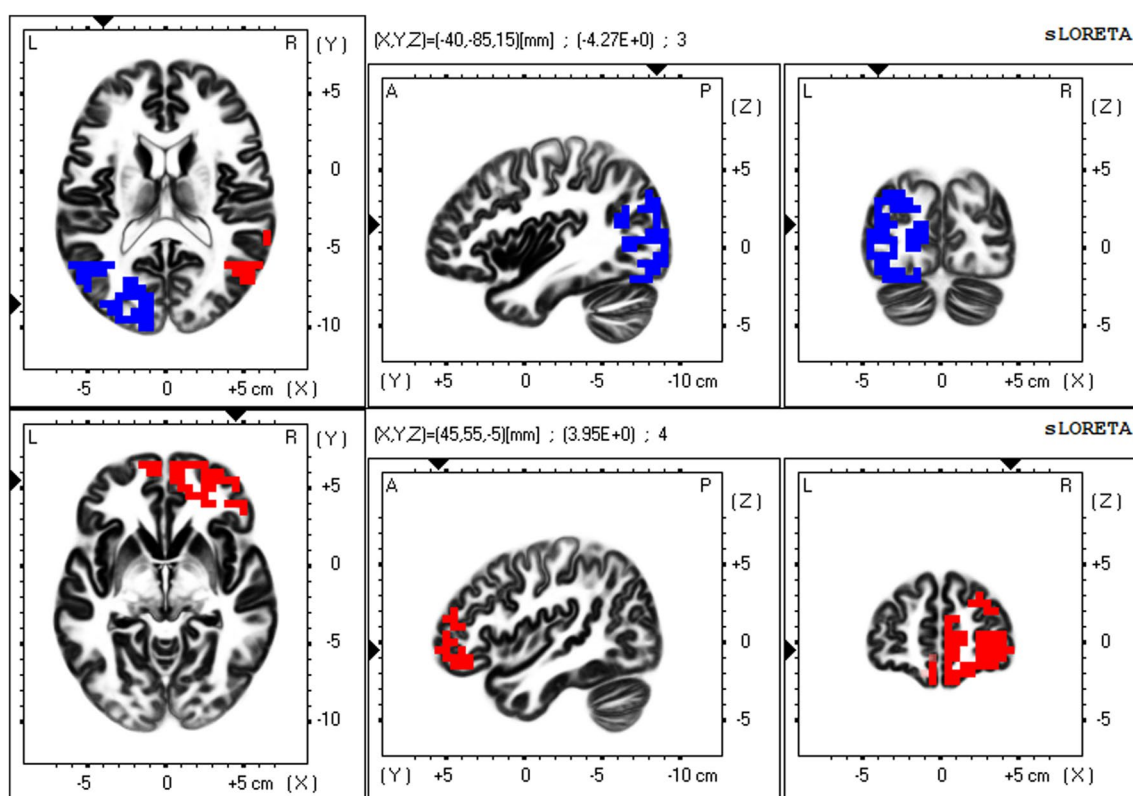 (X,Y,Z)=(-40,-85,15)[mm] ; (-4.27E+0) ; 3
sLORETA
L R (Y)
+5
0
-5
-10
-5 0 +5 cm (X)
A P (Z)
+5
0
-5
(Y) +5 0 -5 -10 cm
L R (Z)
+5
0
-5
-5 0 +5 cm (X)
(X,Y,Z)=(45,55,-5)[mm] ; (3.95E+0) ; 4
sLORETA
L R (Y)
+5
0
-5
-10
-5 0 +5 cm (X)
A P (Z)
+5
0
-5
(Y) +5 0 -5 -10 cm
L R (Z)
+5
0
-5
-5 0 +5 cm (X)